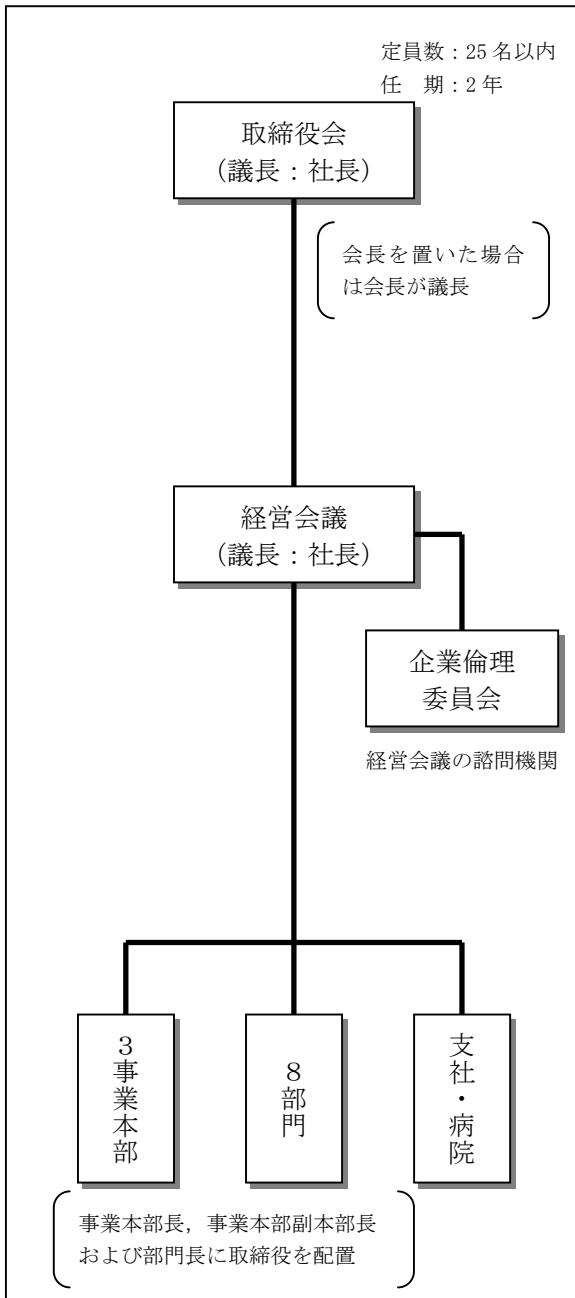 定員数：25名以内
任　期：2年
取締役会
（議長：社長）
会長を置いた場合
は会長が議長
経営会議
（議長：社長）
企業倫理
委員会
経営会議の諮問機関
３事業本部
８部門
支社・病院
事業本部長，事業本部副本部長
および部門長に取締役を配置